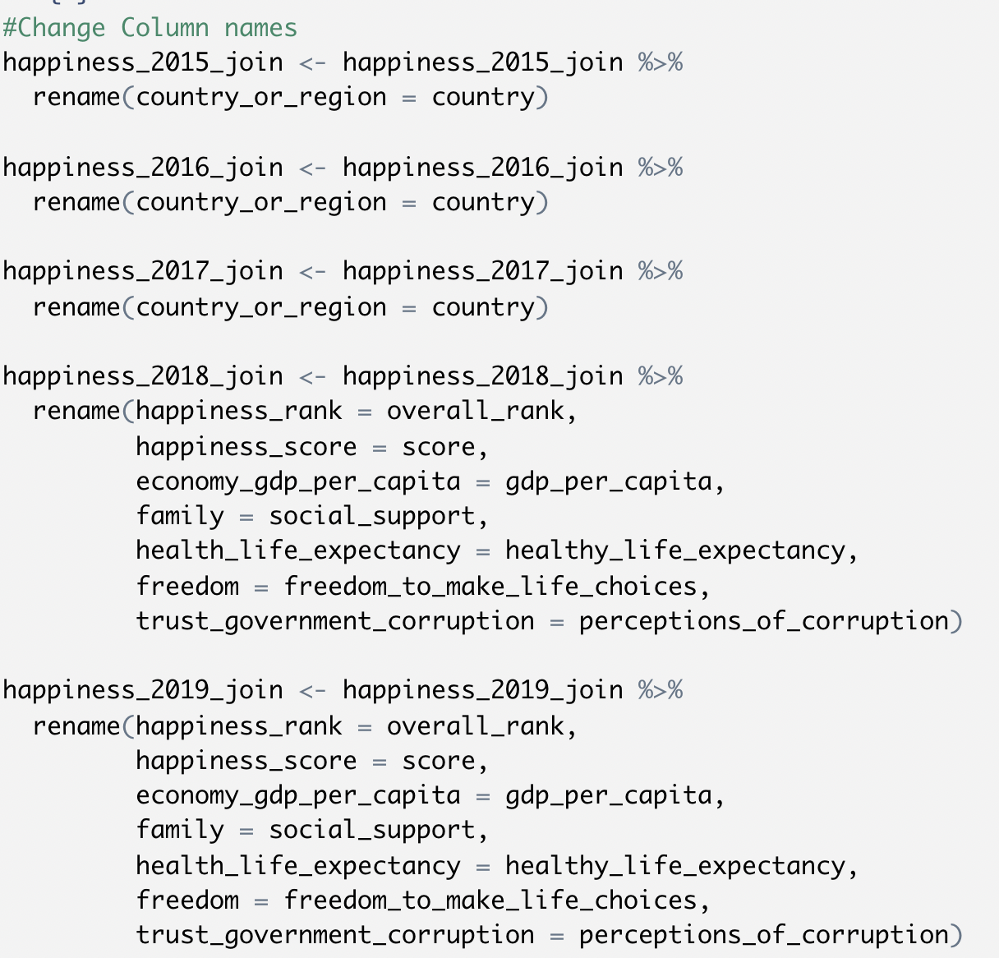 #Change Column names
happiness_2015_join <- happiness_2015_join %>%
  rename(country_or_region = country)

happiness_2016_join <- happiness_2016_join %>%
  rename(country_or_region = country)

happiness_2017_join <- happiness_2017_join %>%
  rename(country_or_region = country)

happiness_2018_join <- happiness_2018_join %>%
  rename(happiness_rank = overall_rank,
         happiness_score = score,
         economy_gdp_per_capita = gdp_per_capita,
         family = social_support,
         health_life_expectancy = healthy_life_expectancy,
         freedom = freedom_to_make_life_choices,
         trust_government_corruption = perceptions_of_corruption)

happiness_2019_join <- happiness_2019_join %>%
  rename(happiness_rank = overall_rank,
         happiness_score = score,
         economy_gdp_per_capita = gdp_per_capita,
         family = social_support,
         health_life_expectancy = healthy_life_expectancy,
         freedom = freedom_to_make_life_choices,
         trust_government_corruption = perceptions_of_corruption)